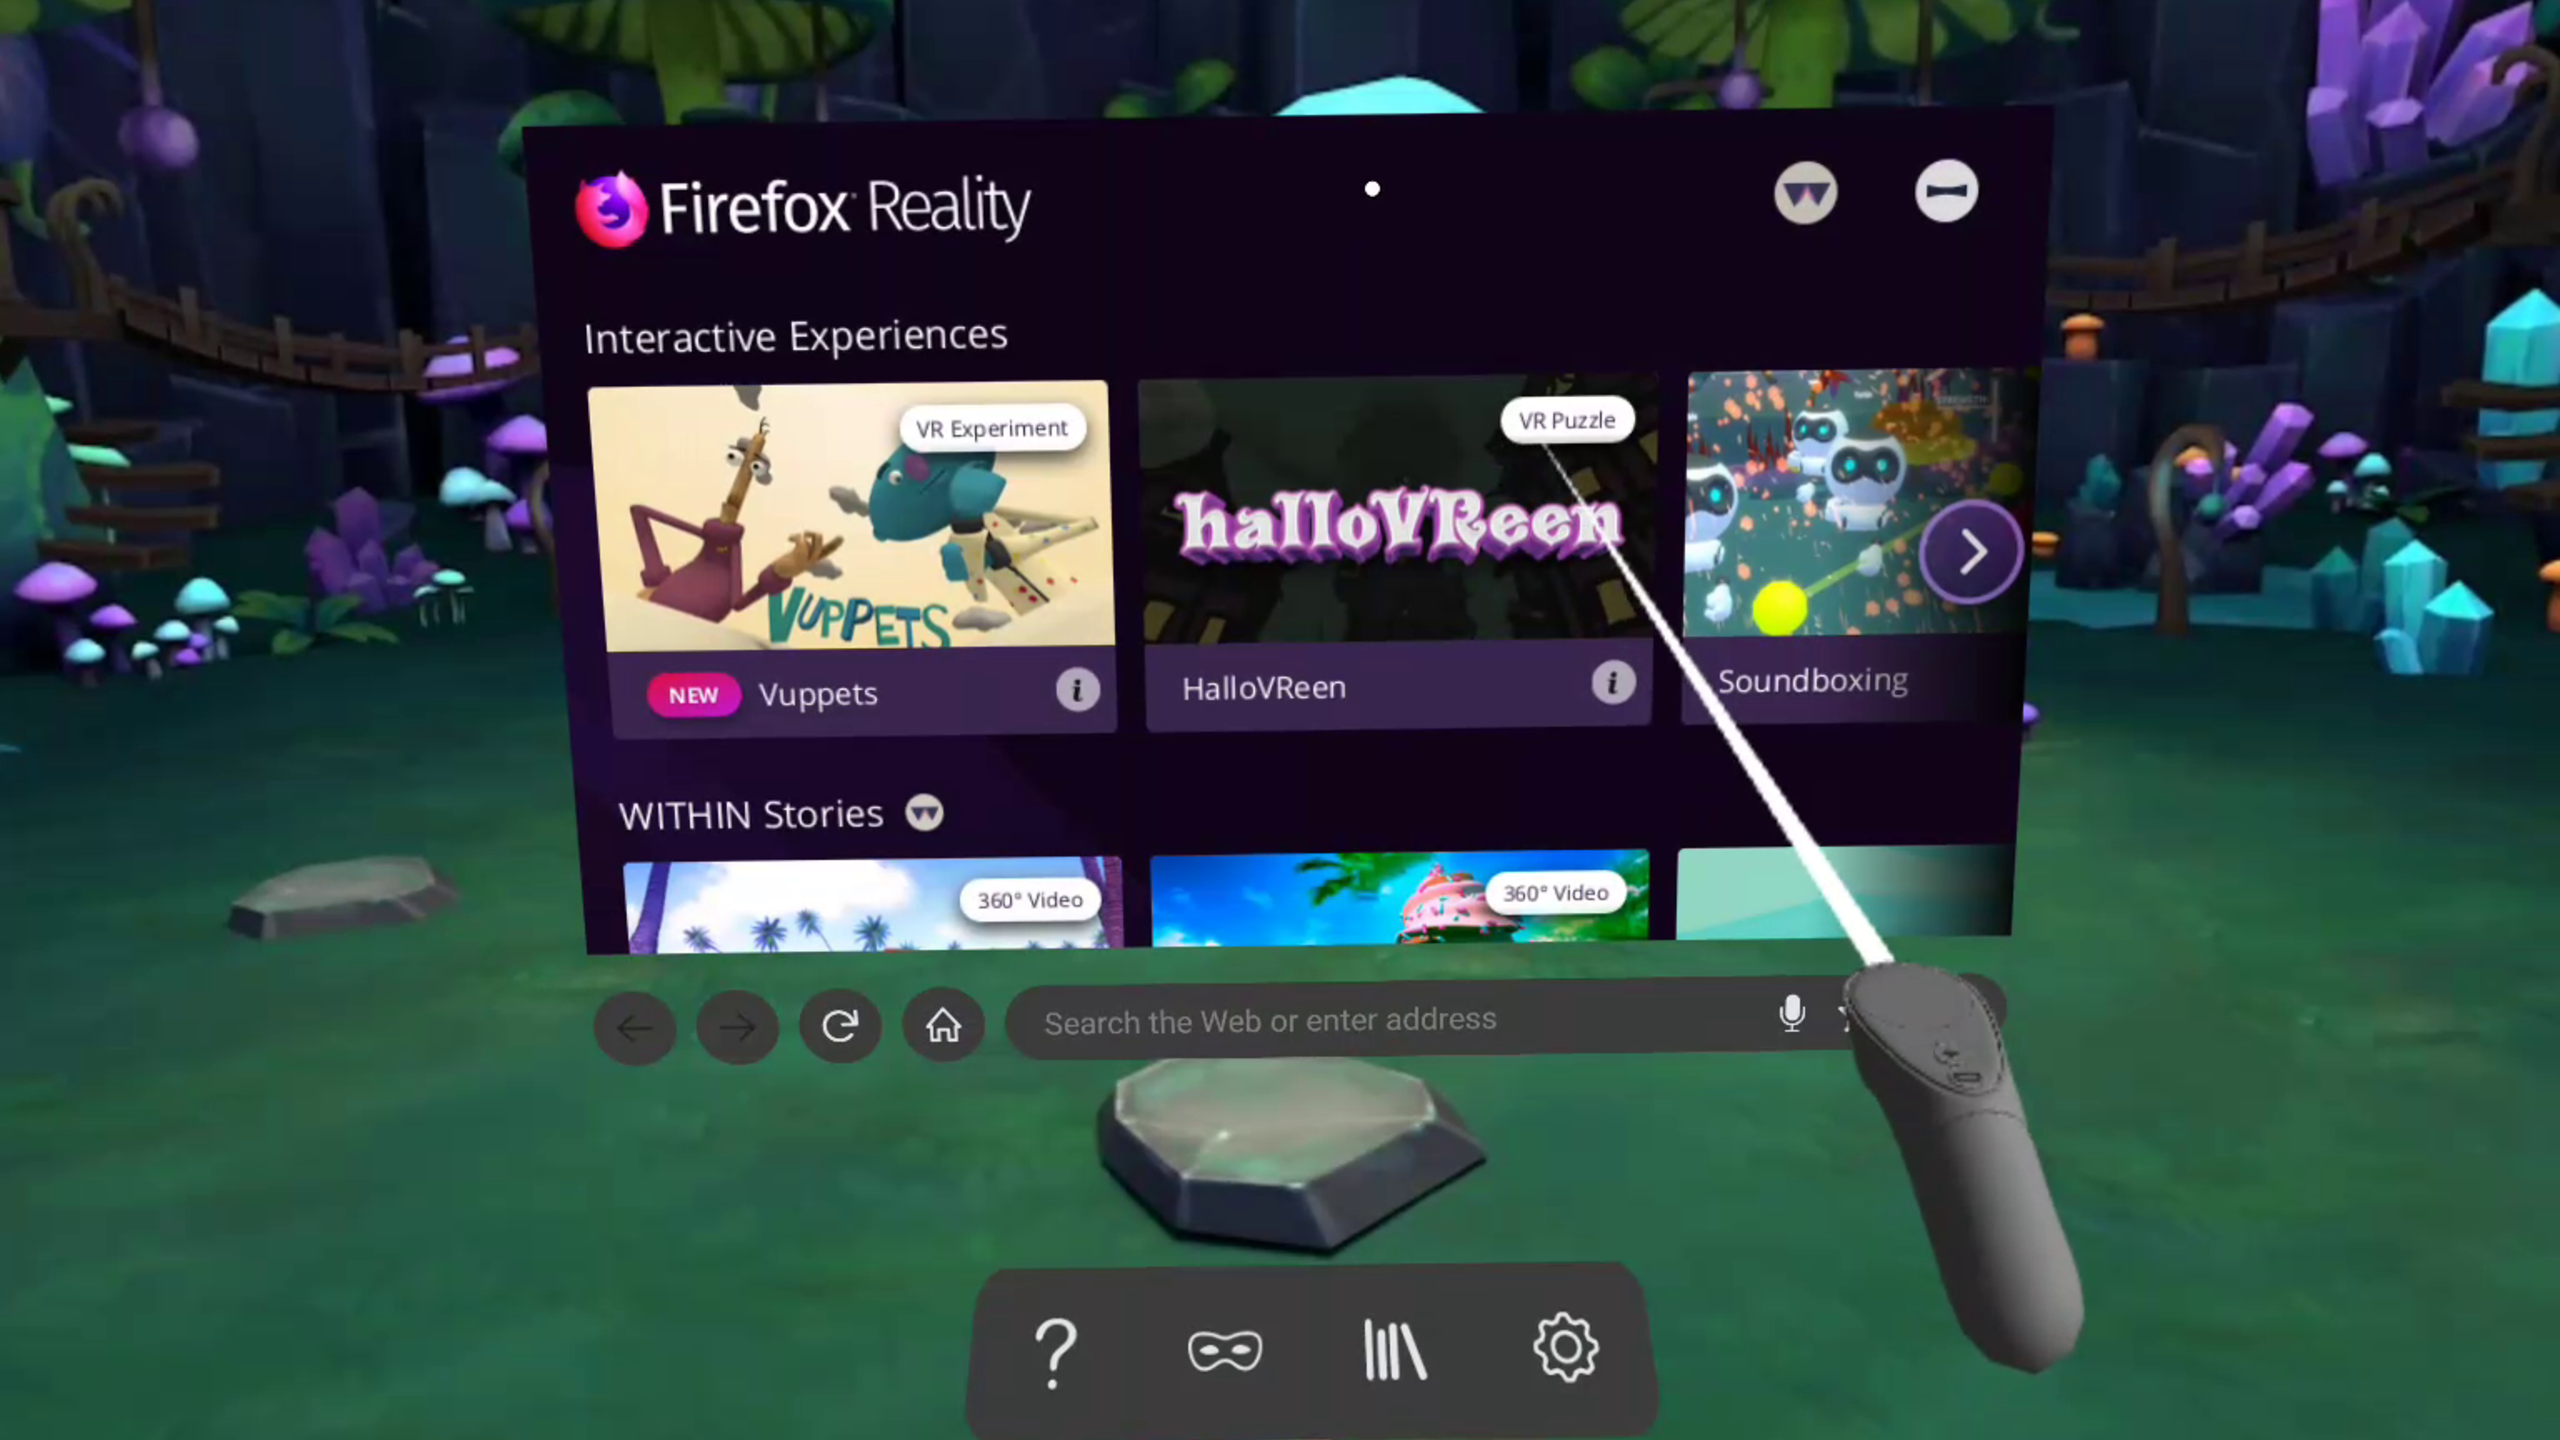 Firefox Reality
Interactive Experiences
VR Experiment
VR Puzzle
VUPPETS
halloVReen
NEW Vuppets
HalloVReen
Soundboxing
WITHIN Stories
360° Video
360° Video
Search the Web or enter address